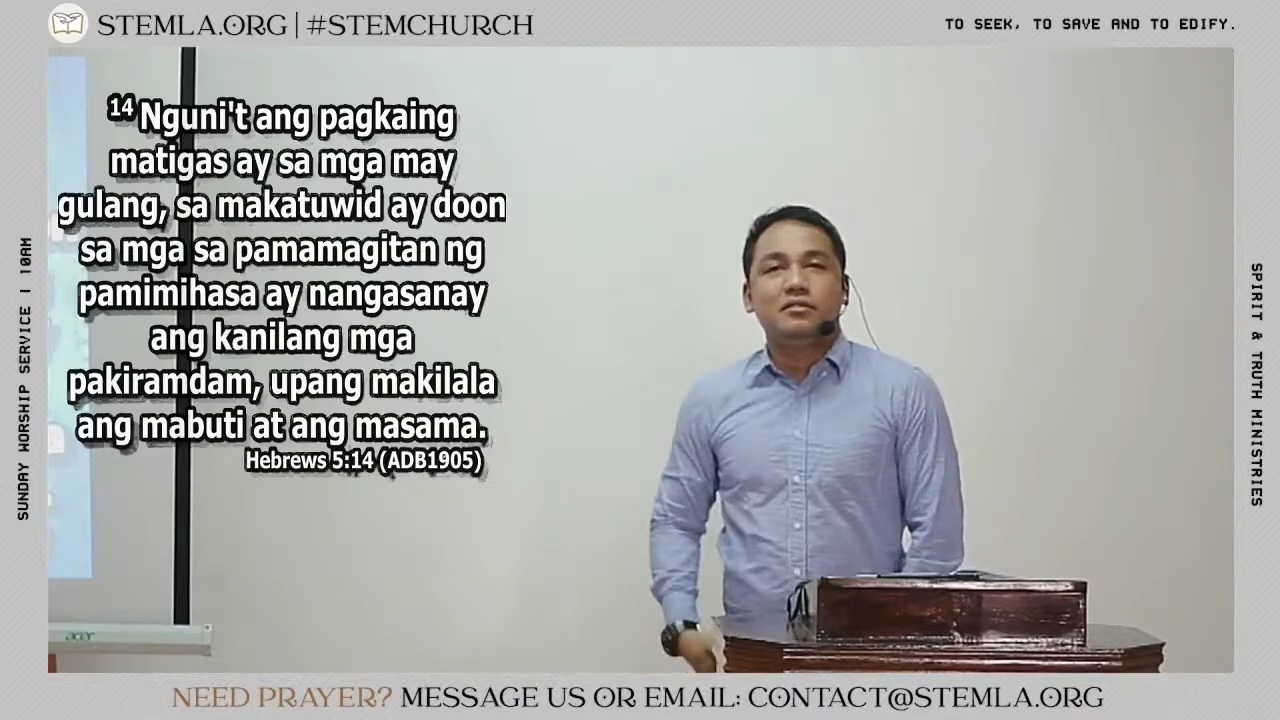 STEMLA.ORG | #STEMCHURCH
TO SEEK, TO SAVE AND TO EDIFY.
14 Nguni't ang pagkaing
matigas ay sa mga may
gulang, sa makatuwid ay doon
sa mga sa pamamagitan ng
pamimihasa ay nangasanay
ang kanilang mga
pakiramdam, upang makilala
ang mabuti at ang masama.
Hebrews 5:14 (ADB1905)
SUNDAY WORSHIP SERVICE | 10AM
SPIRIT & TRUTH MINISTRIES
acer
NEED PRAYER? MESSAGE US OR EMAIL: CONTACT@STEMLA.ORG